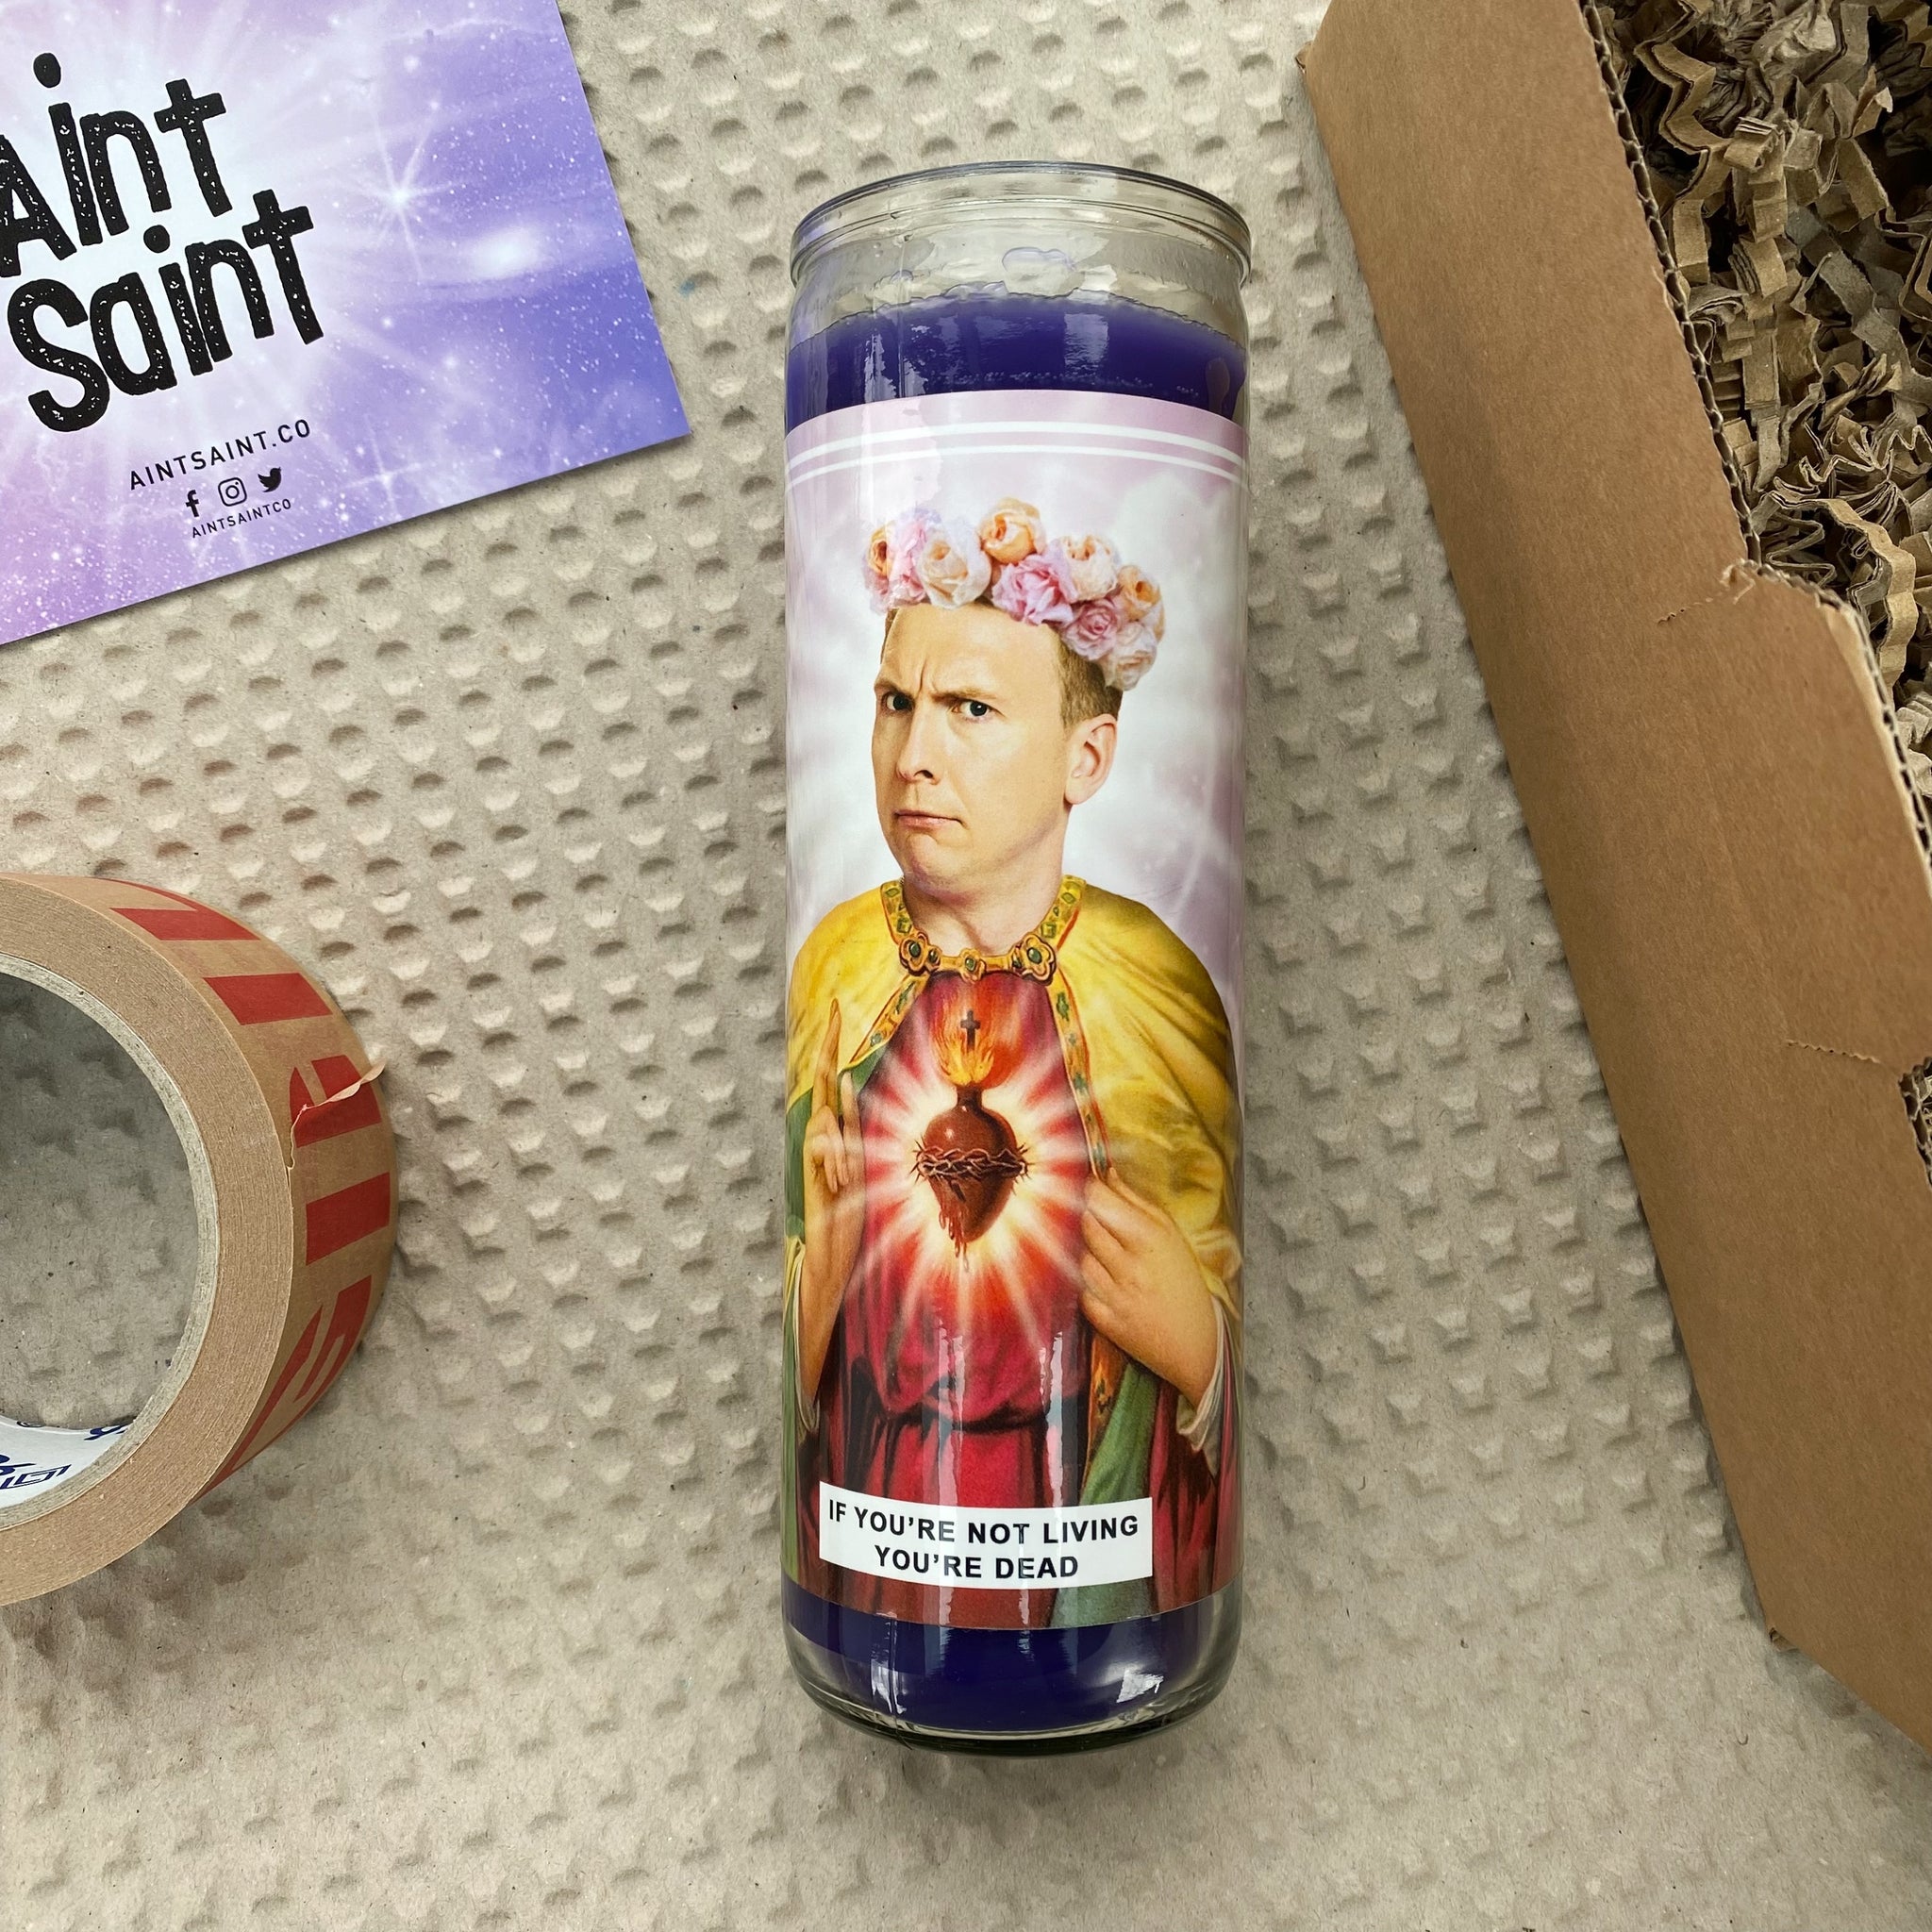 Aint
Saint
AINTSAINT.CO
AINTSAINTCO
IF YOU'RE NOT LIVING
YOU'RE DEAD